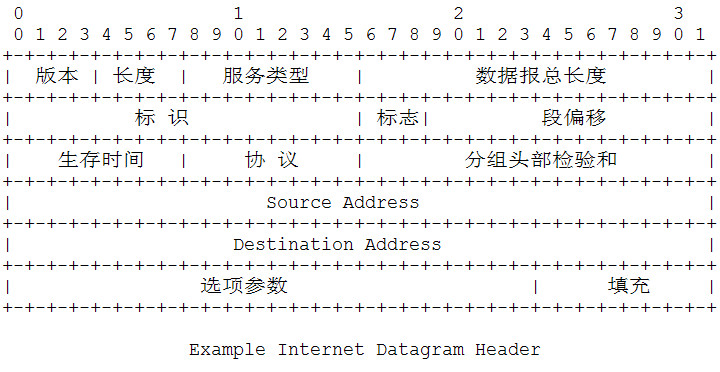 0                   1                   2                   3
 0 1 2 3 4 5 6 7 8 9 0 1 2 3 4 5 6 7 8 9 0 1 2 3 4 5 6 7 8 9 0 1
+-+-+-+-+-+-+-+-+-+-+-+-+-+-+-+-+-+-+-+-+-+-+-+-+-+-+-+-+-+-+-+-+
| 版本 | 长度 | 服务类型 | 数据报总长度 |
+-+-+-+-+-+-+-+-+-+-+-+-+-+-+-+-+-+-+-+-+-+-+-+-+-+-+-+-+-+-+-+-+
| 标 识 | 标志| 段偏移 |
+-+-+-+-+-+-+-+-+-+-+-+-+-+-+-+-+-+-+-+-+-+-+-+-+-+-+-+-+-+-+-+-+
| 生存时间 | 协 议 | 分组头部检验和 |
+-+-+-+-+-+-+-+-+-+-+-+-+-+-+-+-+-+-+-+-+-+-+-+-+-+-+-+-+-+-+-+-+
| Source Address |
+-+-+-+-+-+-+-+-+-+-+-+-+-+-+-+-+-+-+-+-+-+-+-+-+-+-+-+-+-+-+-+-+
| Destination Address |
+-+-+-+-+-+-+-+-+-+-+-+-+-+-+-+-+-+-+-+-+-+-+-+-+-+-+-+-+-+-+-+-+
| 选项参数 | 填充 |
+-+-+-+-+-+-+-+-+-+-+-+-+-+-+-+-+-+-+-+-+-+-+-+-+-+-+-+-+-+-+-+-+
Example Internet Datagram Header